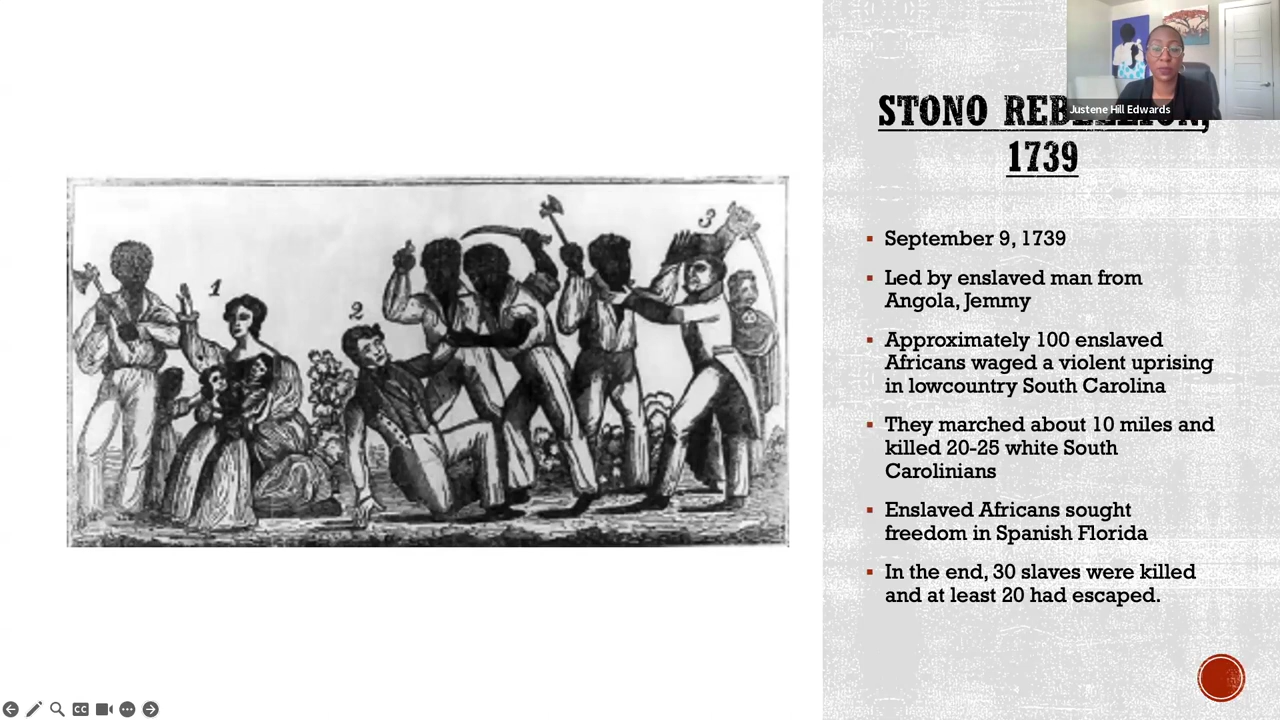 STONO REBELLION,
1739
Justene Hill Edwards
September 9, 1739
Led by enslaved man from
Angola, Jemmy
Approximately 100 enslaved
Africans waged a violent uprising
in lowcountry South Carolina
They marched about 10 miles and
killed 20-25 white South
Carolinians
Enslaved Africans sought
freedom in Spanish Florida
In the end, 30 slaves were killed
and at least 20 had escaped.
1
2
3
CC